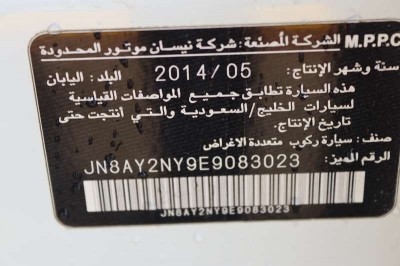 M.P.P.C الشركة المصنعة: شركة نيسان موتور المحدودة
سنة وشهر الإنتاج: 2014/05 البلد: اليابان
هذه السيارة تطابق جميع المواصفات القياسية
لسيارات الخليج/السعودية والتي أنتجت حتى
تاريخ الإنتاج.
صنف: سيارة ركوب متعددة الاغراض
الرقم المميز: JN8AY2NY9E9083023
JN8AY2NY9E9083023